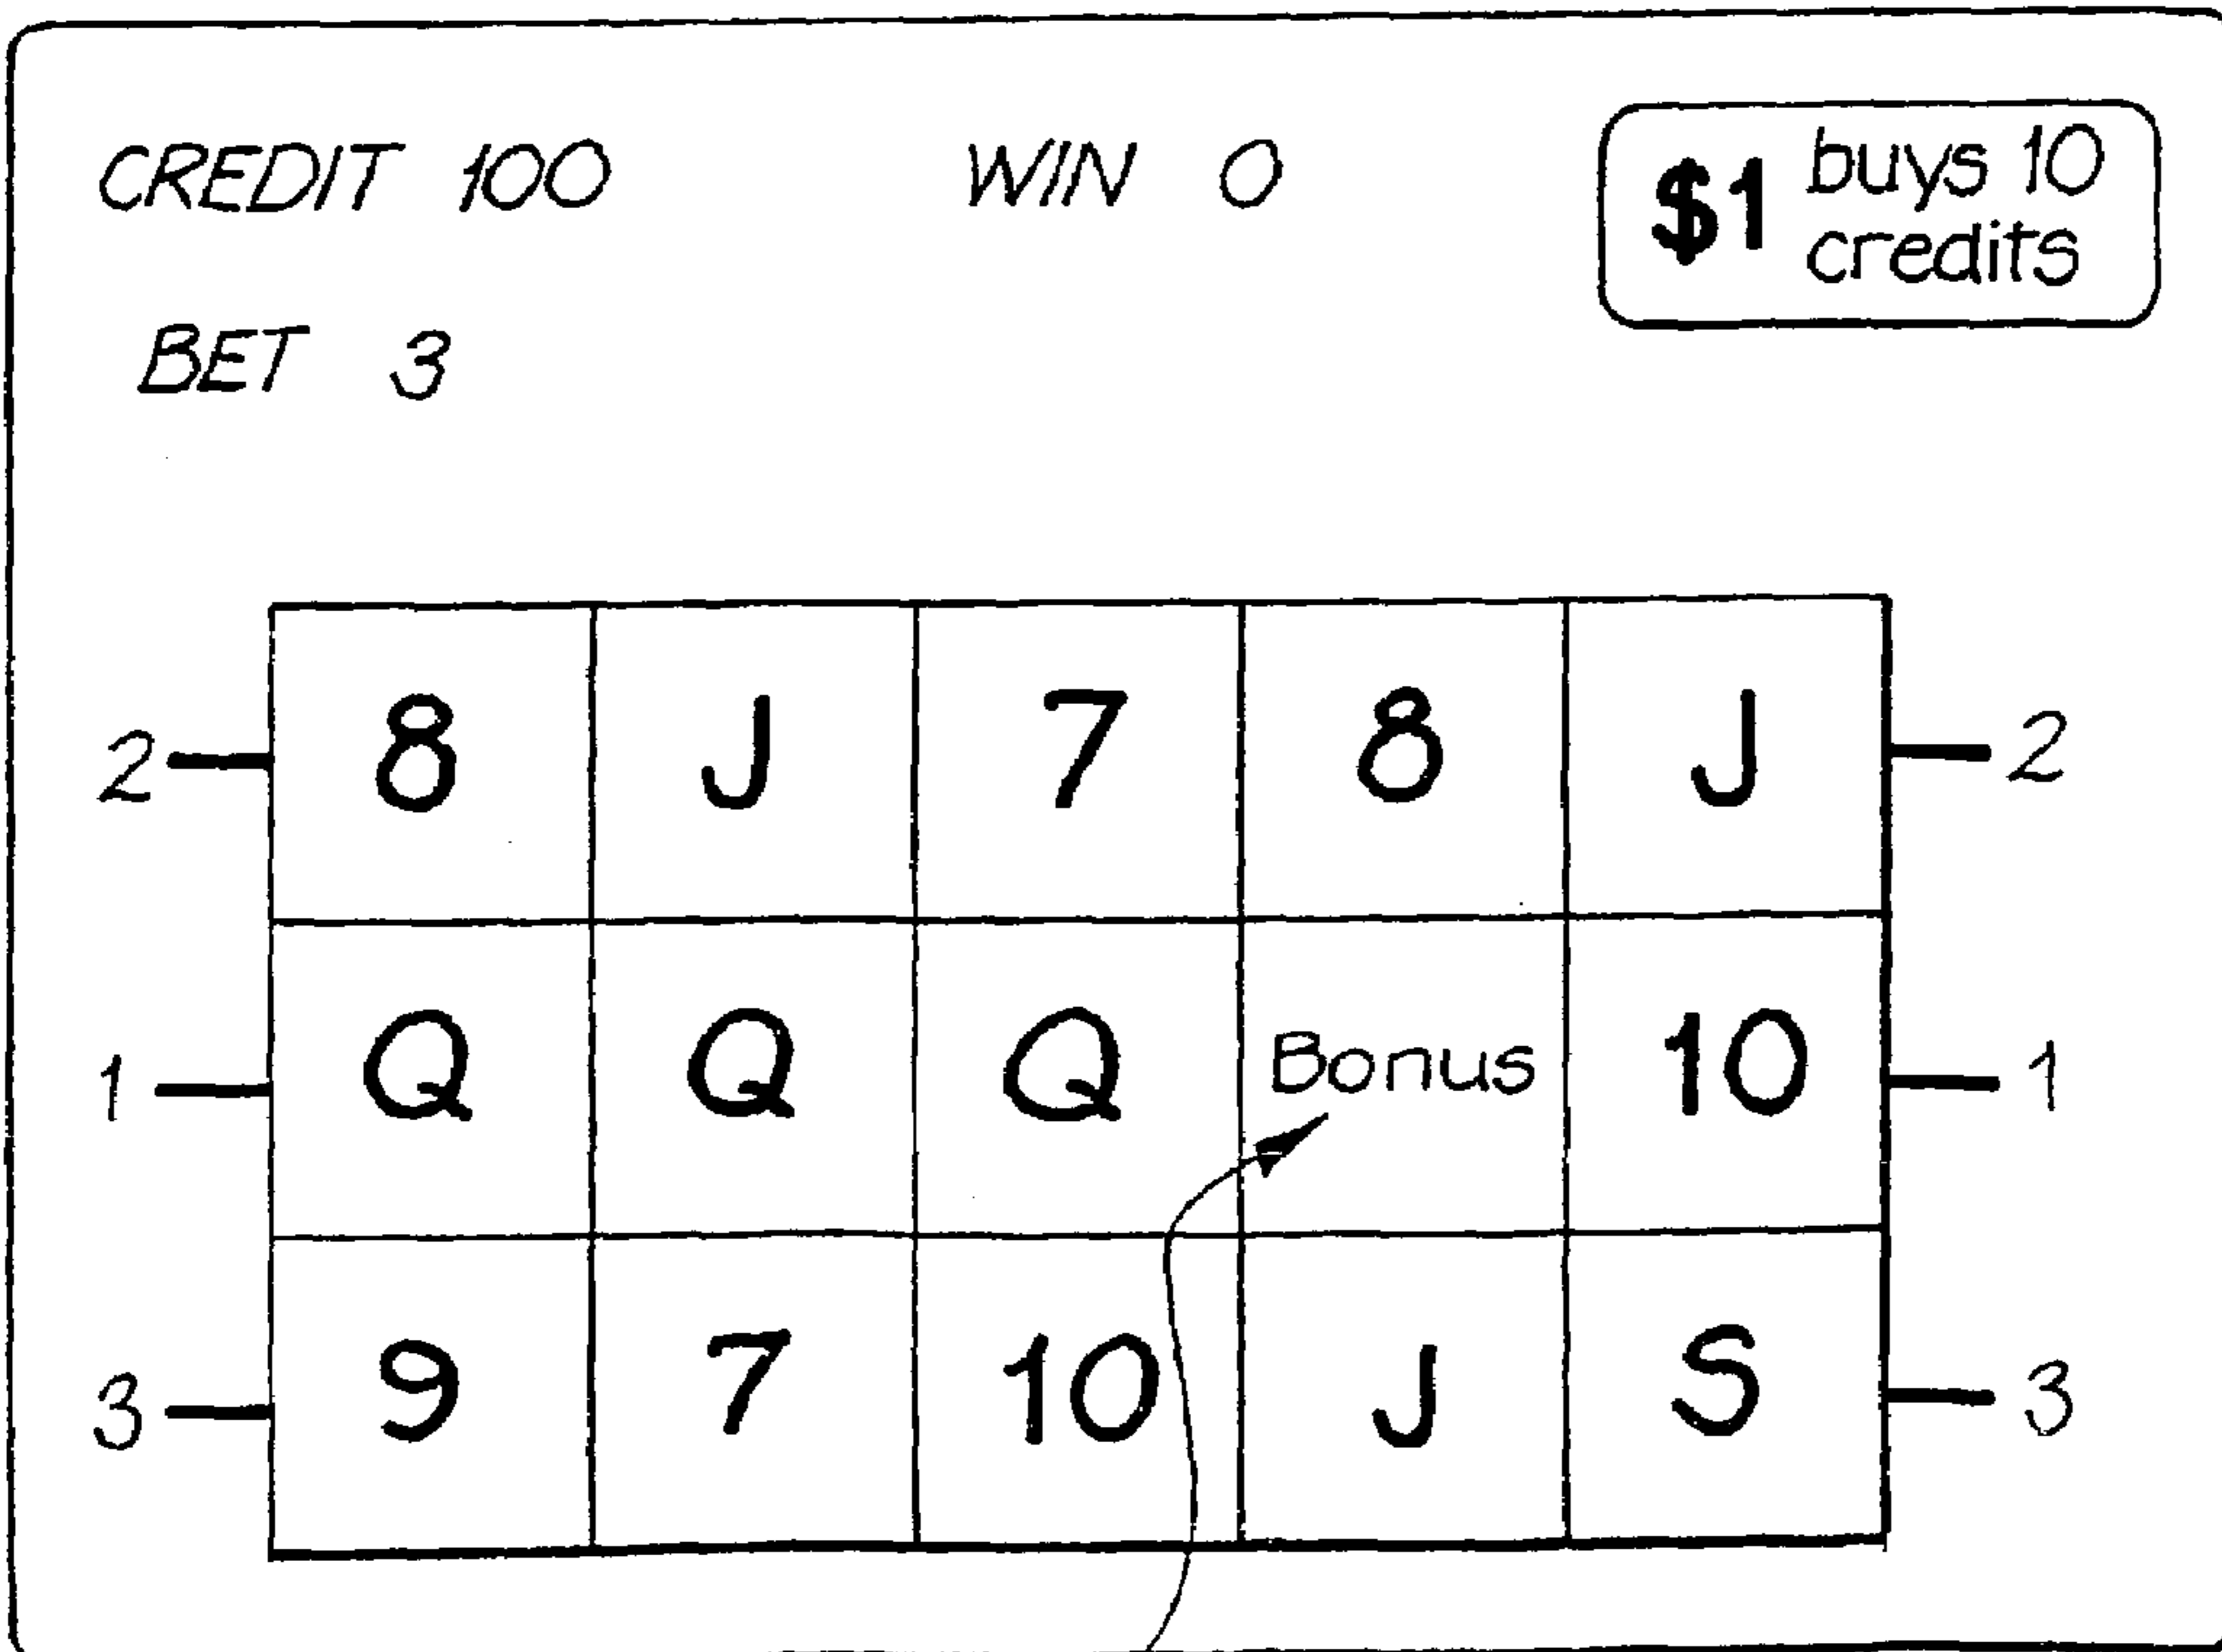 CREDIT 100 WIN 0 $1 buys 10
credits
BET 3
2 8 J 7 8 J 2
1 Q Q Q Bonus 10 1
3 9 7 10 J S 3